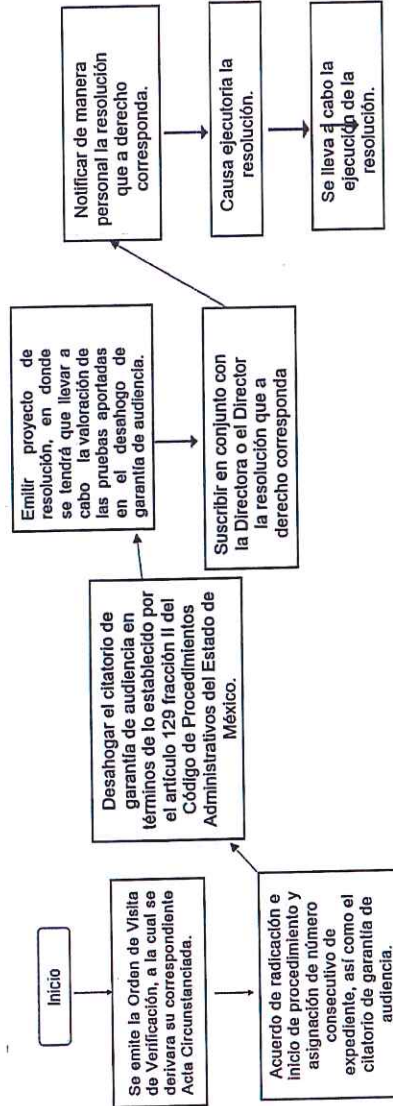 Inicio
Se emite la Orden de Visita
de Verificación, a la cual se
derivara su correspondiente
Acta Circunstanciada.
Acuerdo de radicación e
inicio de procedimiento y
asignación de número
consecutivo de
expediente, así como el
citatorio de garantía de
audiencia.
Desahogar el citatorio de
garantía de audiencia en
términos de lo establecido por
el artículo 129 fracción II del
Código de Procedimientos
Administrativos del Estado de
México.
Emilir proyecto de
resolución, en donde
se tendrá que llevar a
cabo la valoración de
las pruebas aportadas
en el desahogo de
garantía de audiencia.
Suscribir en conjunto con
la Directora o el Director
la resolución que a
derecho corresponda
Notificar de manera
personal la resolución
que a derecho
corresponda.
Causa ejecutoria la
resolución.
Se lleva a cabo la
ejecución de la
resolución.